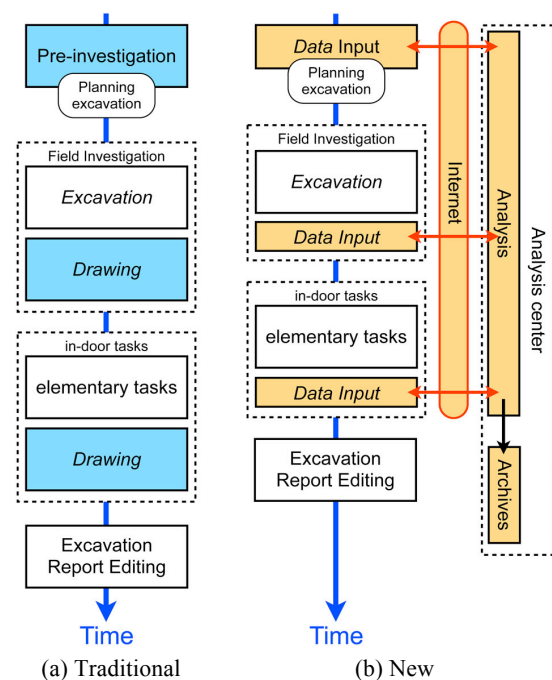 Pre-investigation
Planning
excavation
Field Investigation
Excavation
Drawing
in-door tasks
elementary tasks
Drawing
Excavation
Report Editing
Time
(a) Traditional
Data Input
Planning
excavation
Field Investigation
Excavation
Data Input
in-door tasks
elementary tasks
Data Input
Excavation
Report Editing
Time
(b) New
Internet
Analysis
Archives
Analysis center